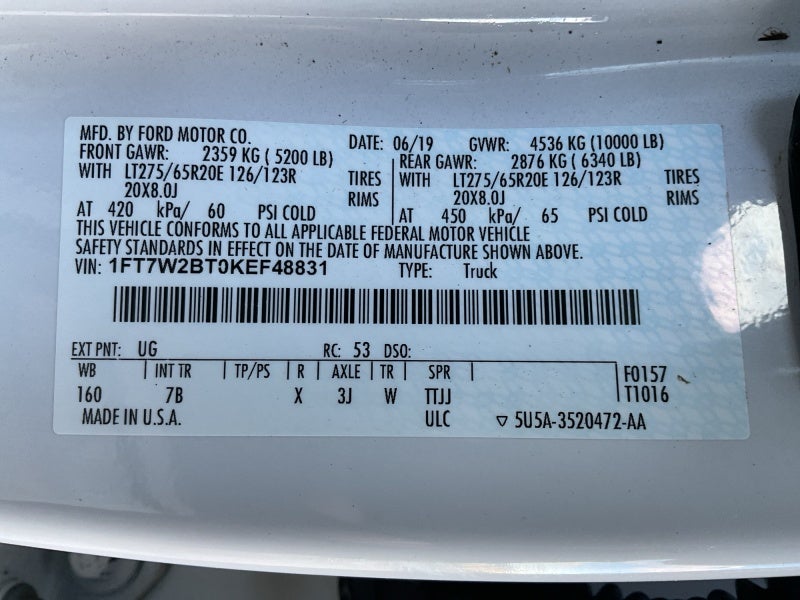 MFD. BY FORD MOTOR CO. DATE: 06/19 GVWR: 4536 KG (10000 LB)
FRONT GAWR: 2359 KG ( 5200 LB) REAR GAWR: 2876 KG ( 6340 LB)
WITH LT275/65R20E 126/123R TIRES WITH LT275/65R20E 126/123R TIRES
20X8.0J RIMS 20X8.0J RIMS
AT 420 kPa/ 60 PSI COLD AT 450 kPa/ 65 PSI COLD
THIS VEHICLE CONFORMS TO ALL APPLICABLE FEDERAL MOTOR VEHICLE
SAFETY STANDARDS IN EFFECT ON THE DATE OF MANUFACTURE SHOWN ABOVE.
VIN: 1FT7W2BT0KEF48831 TYPE: Truck
EXT PNT: UG RC: 53 DSO:
WB INT TR TP/PS R AXLE TR SPR F0157
160 7B X 3J W TTJJ T1016
MADE IN U.S.A. ULC ▽ 5U5A-3520472-AA